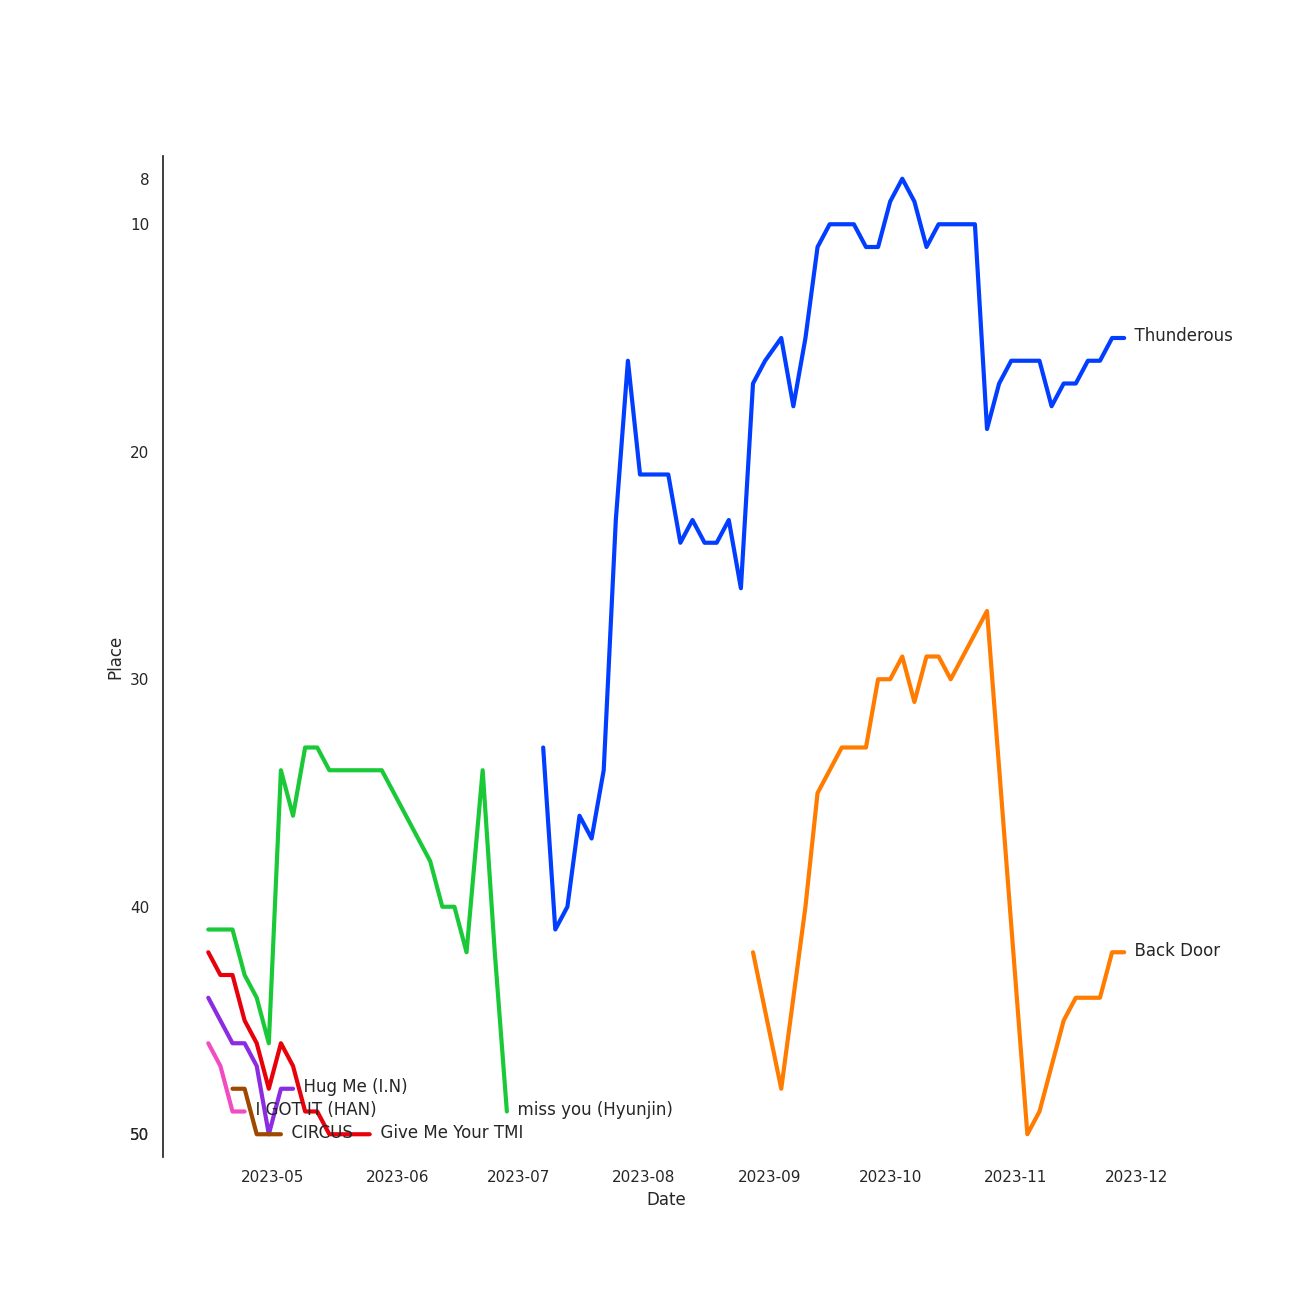 8
10
20
30
40
50
Place
Thunderous
Back Door
Hug Me (I.N)
I GOT IT (HAN)
miss you (Hyunjin)
CIRCUS
Give Me Your TMI
2023-05 2023-06 2023-07 2023-08 2023-09 2023-10 2023-11 2023-12
Date